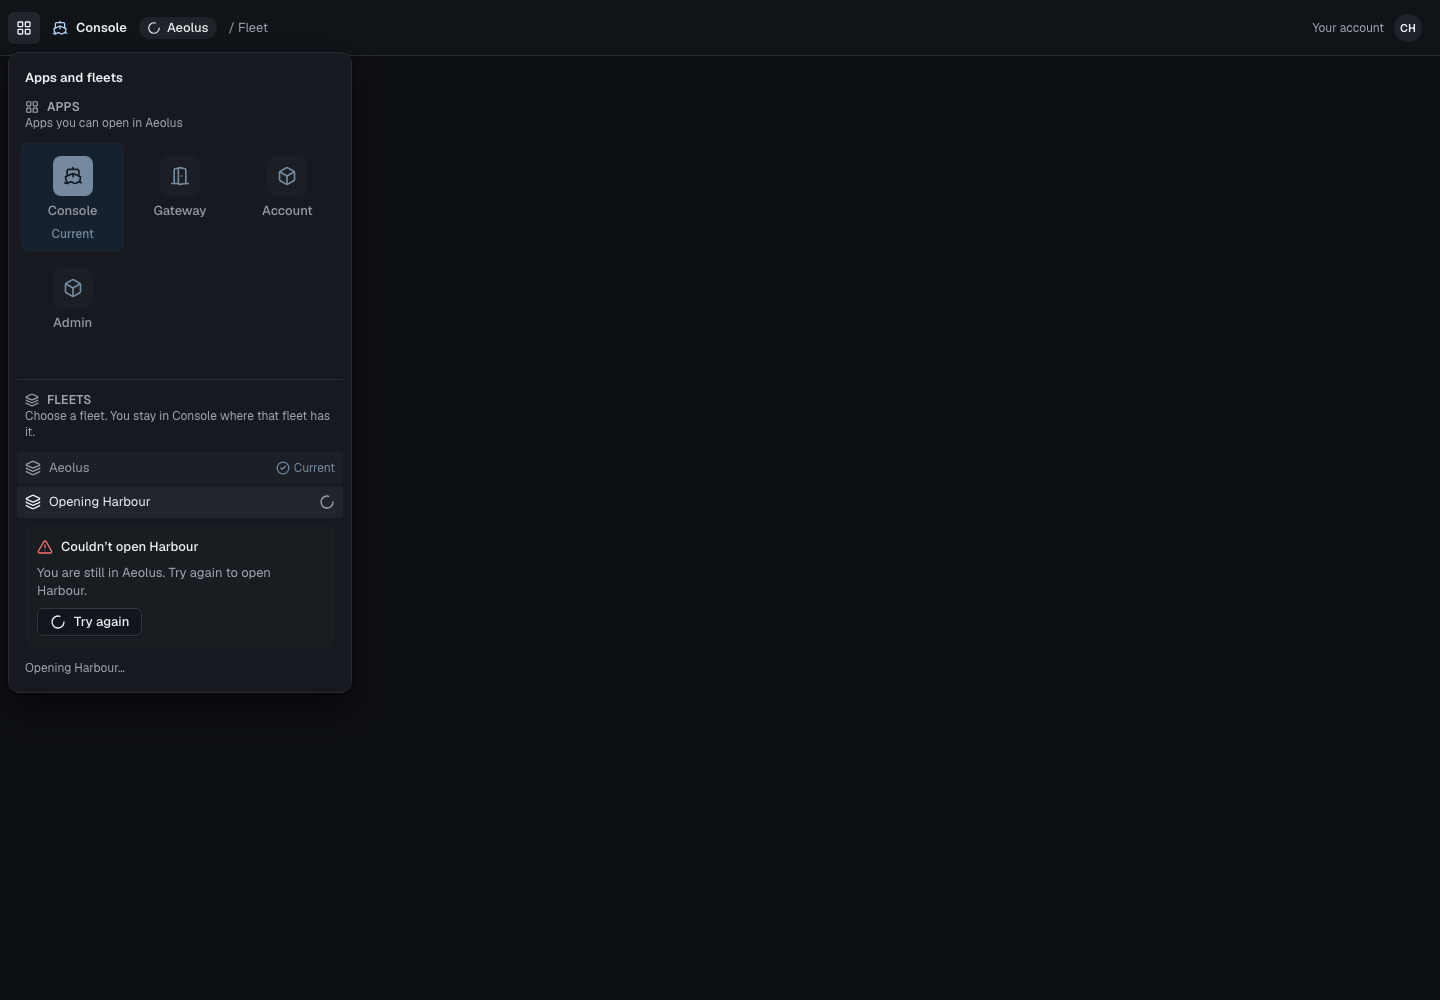 Console
Aeolus
/ Fleet
Your account
CH
Apps and fleets
APPS
Apps you can open in Aeolus
Console
Current
Gateway
Account
Admin
FLEETS
Choose a fleet. You stay in Console where that fleet has
it.
Aeolus
Current
Opening Harbour
Couldn't open Harbour
You are still in Aeolus. Try again to open
Harbour.
Try again
Opening Harbour…